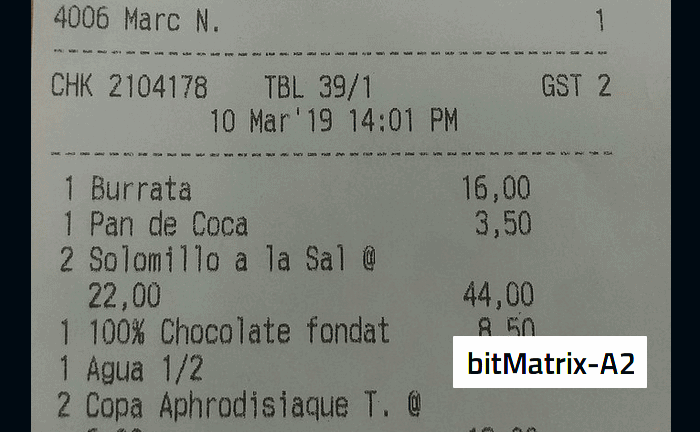 4006 Marc N. 1
CHK 2104178 TBL 39/1 GST 2
10 Mar'19 14:01 PM
1 Burrata 16,00
1 Pan de Coca 3,50
2 Solomillo a la Sal @
22,00 44,00
1 100% Chocolate fondat 8,50
bitMatrix-A2
1 Agua 1/2
2 Copa Aphrodisiaque T. @